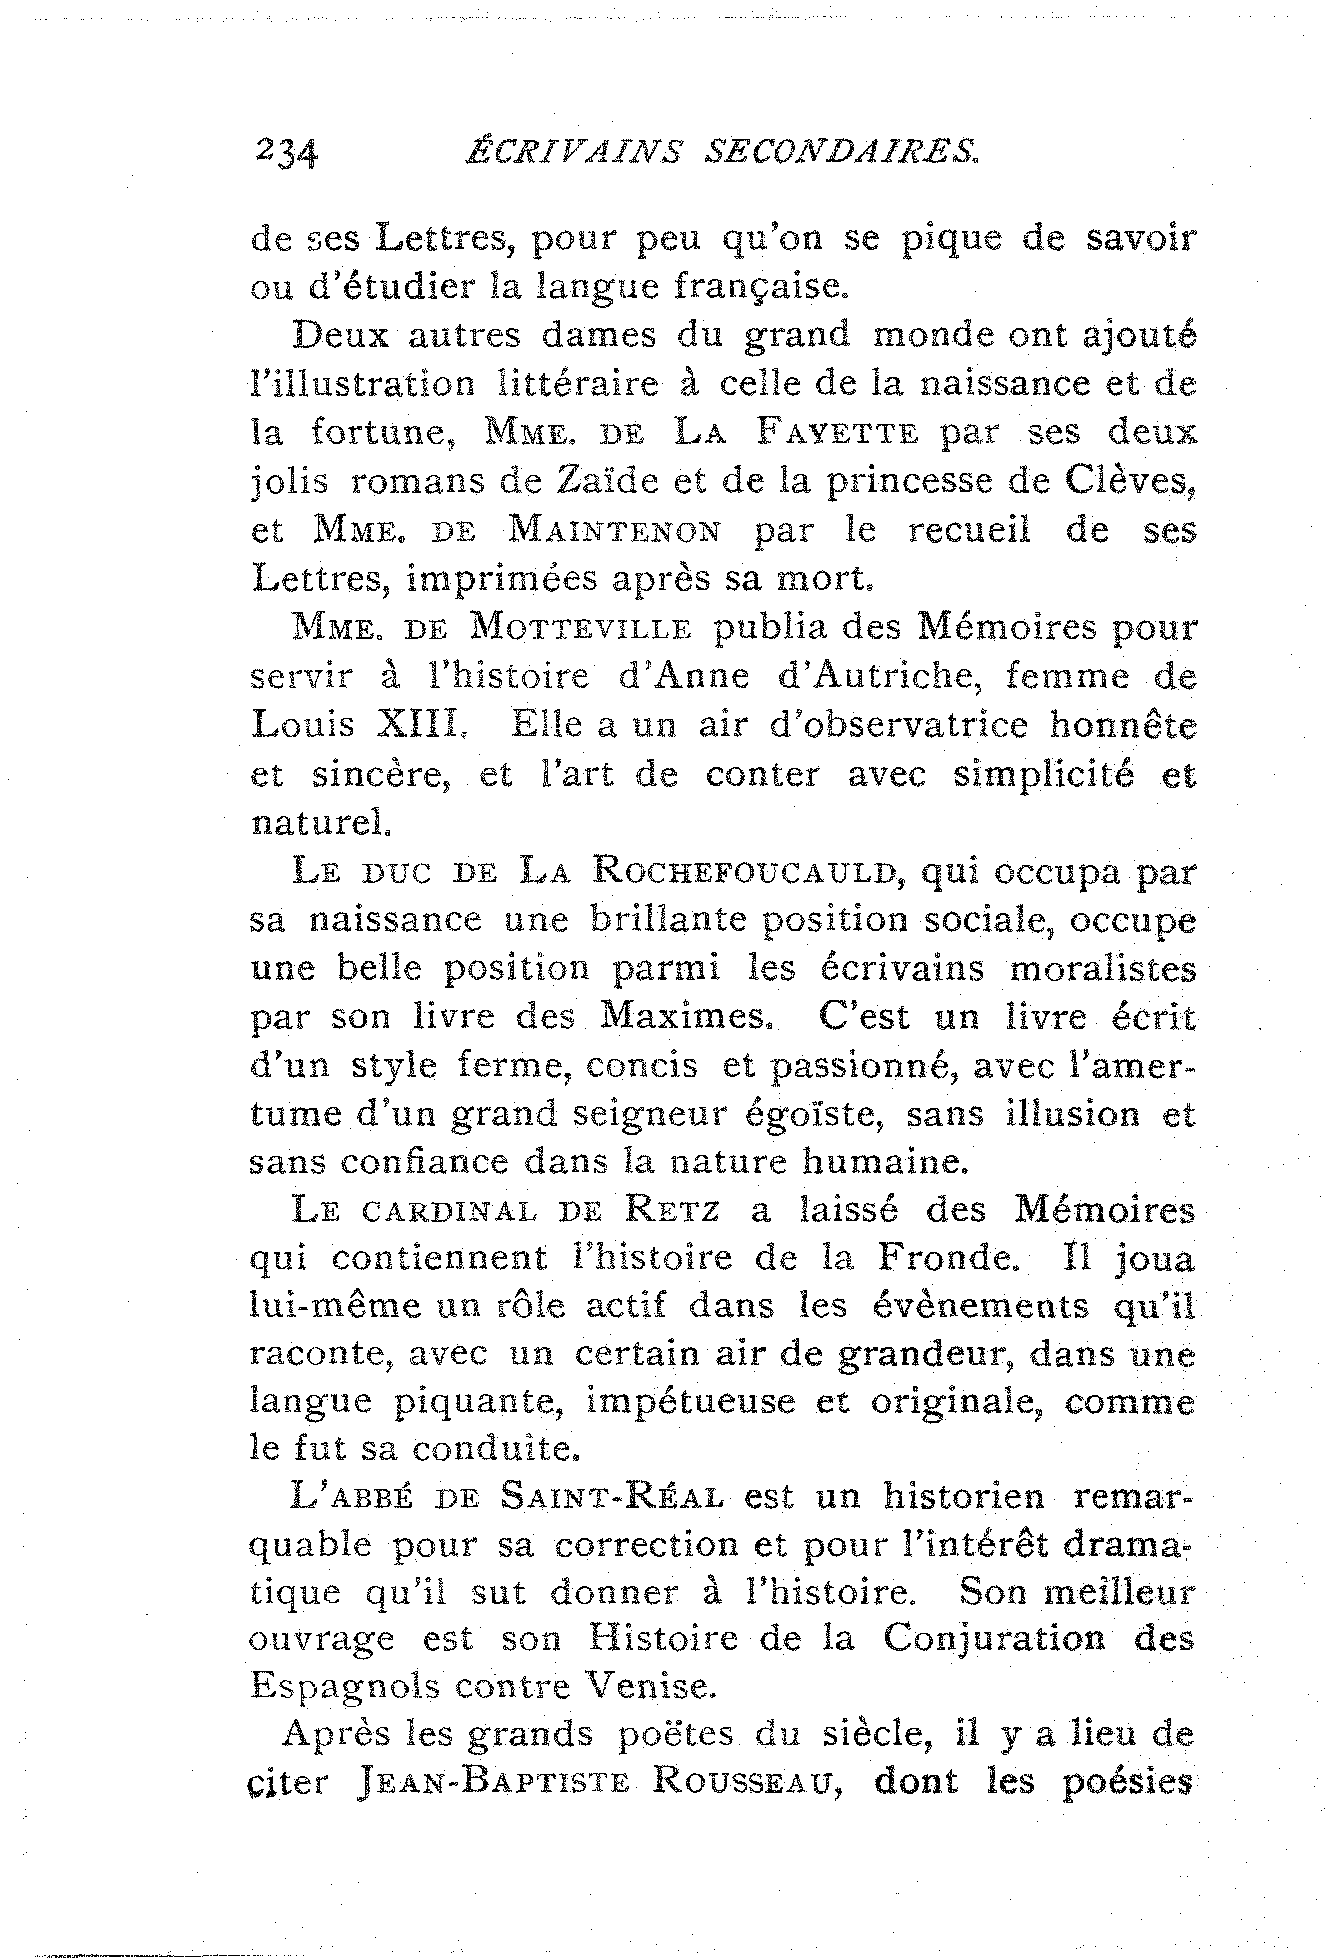 234 ÉCRIVAINS SECONDAIRES.
de ses Lettres, pour peu qu'on se pique de savoir
ou d'étudier la langue française.
Deux autres dames du grand monde ont ajouté
l'illustration littéraire à celle de la naissance et de
la fortune, MME. DE LA FAYETTE par ses deux
jolis romans de Zaïde et de la princesse de Clèves,
et MME. DE MAINTENON par le recueil de ses
Lettres, imprimées après sa mort.
MME. DE MOTTEVILLE publia des Mémoires pour
servir à l'histoire d'Anne d'Autriche, femme de
Louis XIII. Elle a un air d'observatrice honnête
et sincère, et l'art de conter avec simplicité et
naturel.
LE DUC DE LA ROCHEFOUCAULD, qui occupa par
sa naissance une brillante position sociale, occupe
une belle position parmi les écrivains moralistes
par son livre des Maximes. C'est un livre écrit
d'un style ferme, concis et passionné, avec l'amer-
tume d'un grand seigneur égoïste, sans illusion et
sans confiance dans la nature humaine.
LE CARDINAL DE RETZ a laissé des Mémoires
qui contiennent l'histoire de la Fronde. Il joua
lui-même un rôle actif dans les évènements qu'il
raconte, avec un certain air de grandeur, dans une
langue piquante, impétueuse et originale, comme
le fut sa conduite.
L'ABBÉ DE SAINT-RÉAL est un historien remar-
quable pour sa correction et pour l'intérêt drama-
tique qu'il sut donner à l'histoire. Son meilleur
ouvrage est son Histoire de la Conjuration des
Espagnols contre Venise.
Après les grands poëtes du siècle, il y a lieu de
citer JEAN-BAPTISTE ROUSSEAU, dont les poésies